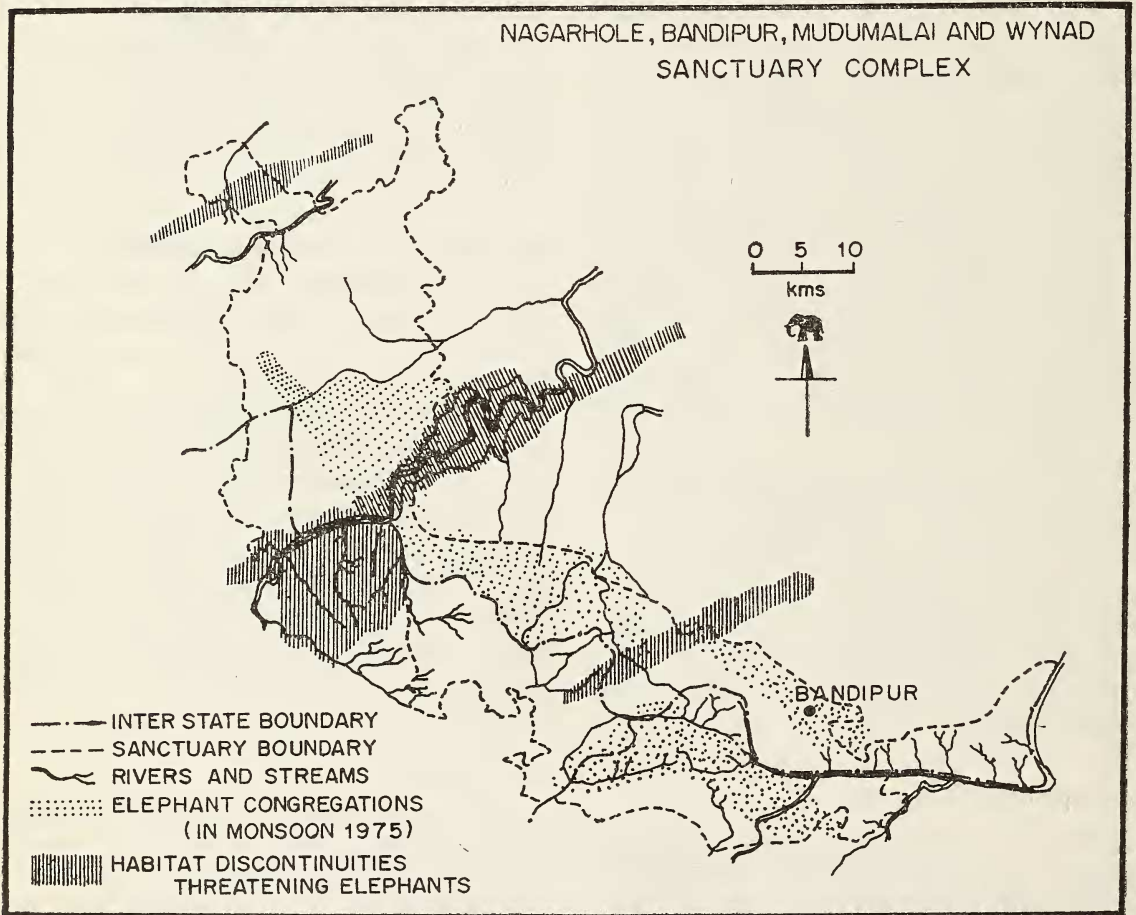 NAGARHOLE, BANDIPUR, MUDUMALAI AND WYNAD
SANCTUARY COMPLEX
0 5 10
kms
BANDIPUR
INTER STATE BOUNDARY
SANCTUARY BOUNDARY
RIVERS AND STREAMS
ELEPHANT CONGREGATIONS
(IN MONSOON 1975)
HABITAT DISCONTINUITIES
THREATENING ELEPHANTS